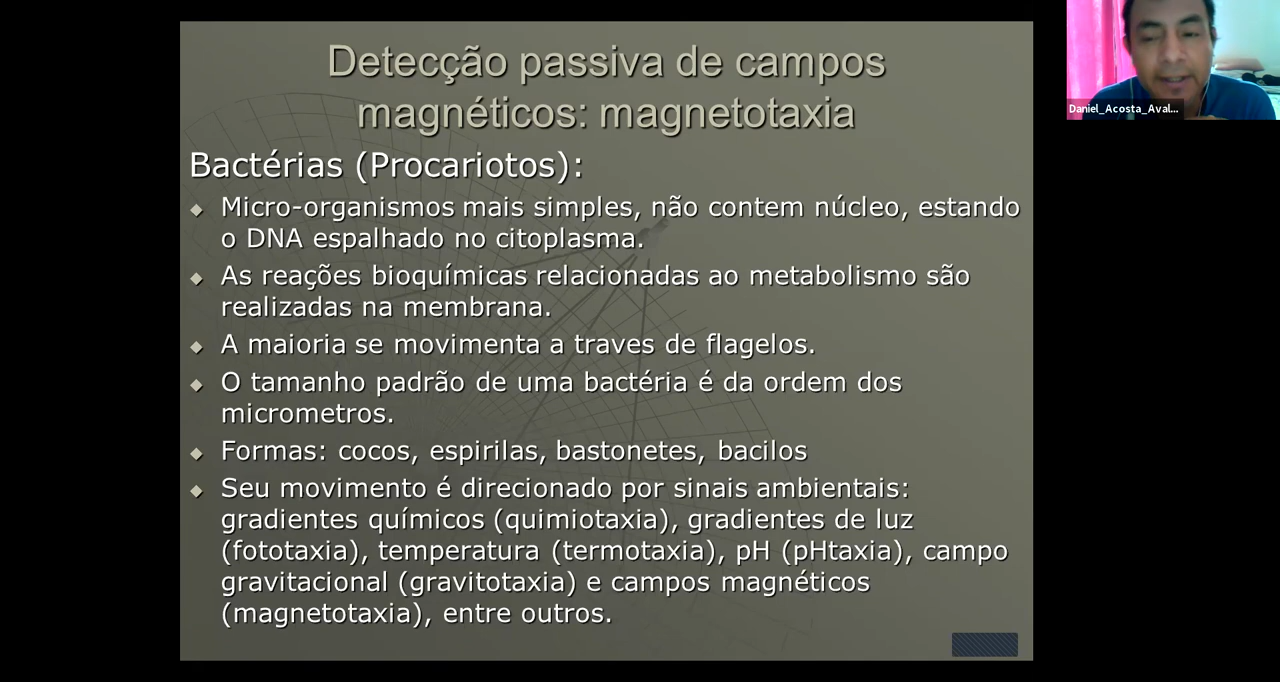 Detecção passiva de campos
magnéticos: magnetotaxia
Bactérias (Procariotos):
Micro-organismos mais simples, não contem núcleo, estando
o DNA espalhado no citoplasma.
As reações bioquímicas relacionadas ao metabolismo são
realizadas na membrana.
A maioria se movimenta a traves de flagelos.
O tamanho padrão de uma bactéria é da ordem dos
micrometros.
Formas: cocos, espirilas, bastonetes, bacilos
Seu movimento é direcionado por sinais ambientais:
gradientes químicos (quimiotaxia), gradientes de luz
(fototaxia), temperatura (termotaxia), pH (pHtaxia), campo
gravitacional (gravitotaxia) e campos magnéticos
(magnetotaxia), entre outros.
Daniel_Acosta_Aval...